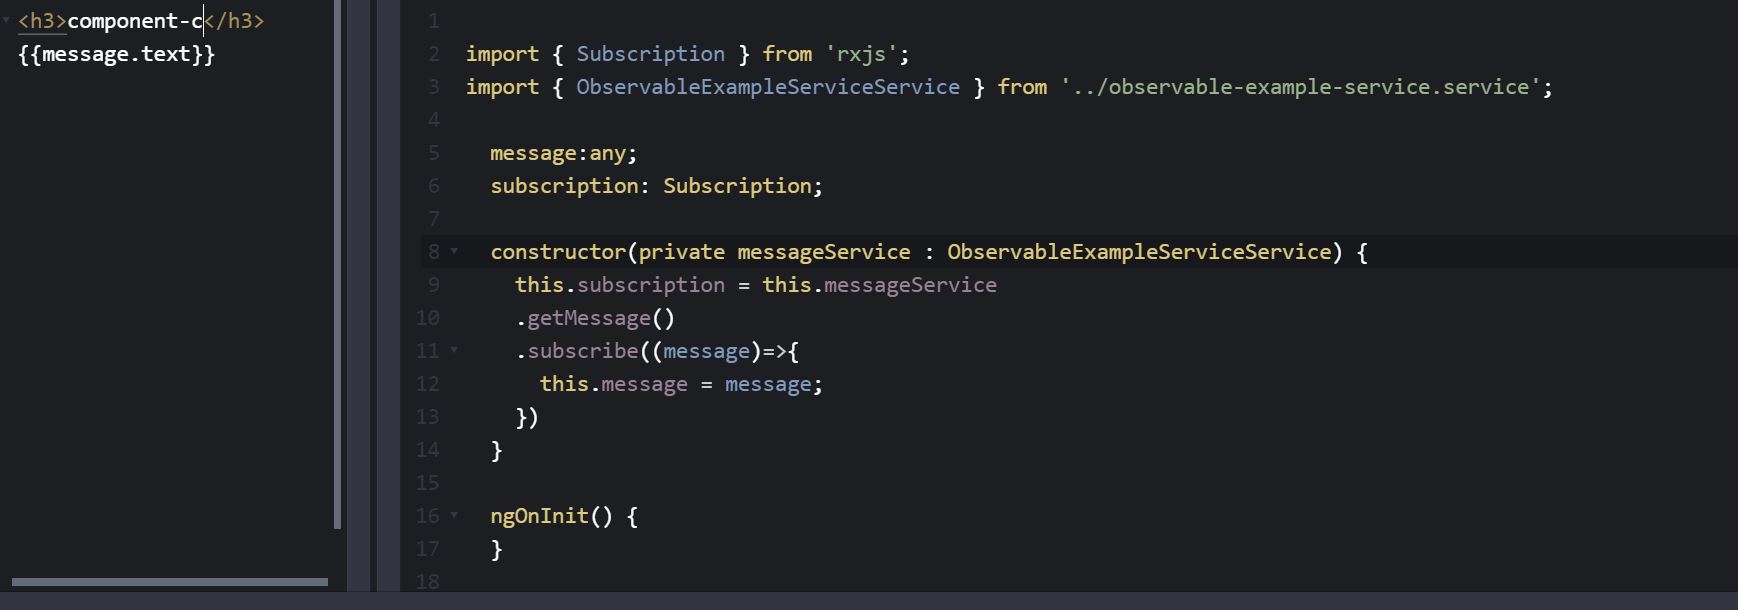 <h3>component-c</h3>
{{message.text}}
1
2 import { Subscription } from 'rxjs';
3 import { ObservableExampleServiceService } from '../observable-example-service.service';
4
5 message:any;
6 subscription: Subscription;
7
8 constructor(private messageService : ObservableExampleServiceService) {
9 this.subscription = this.messageService
10 .getMessage()
11 .subscribe((message)=>{
12 this.message = message;
13 })
14 }
15
16 ngOnInit() {
17 }
18